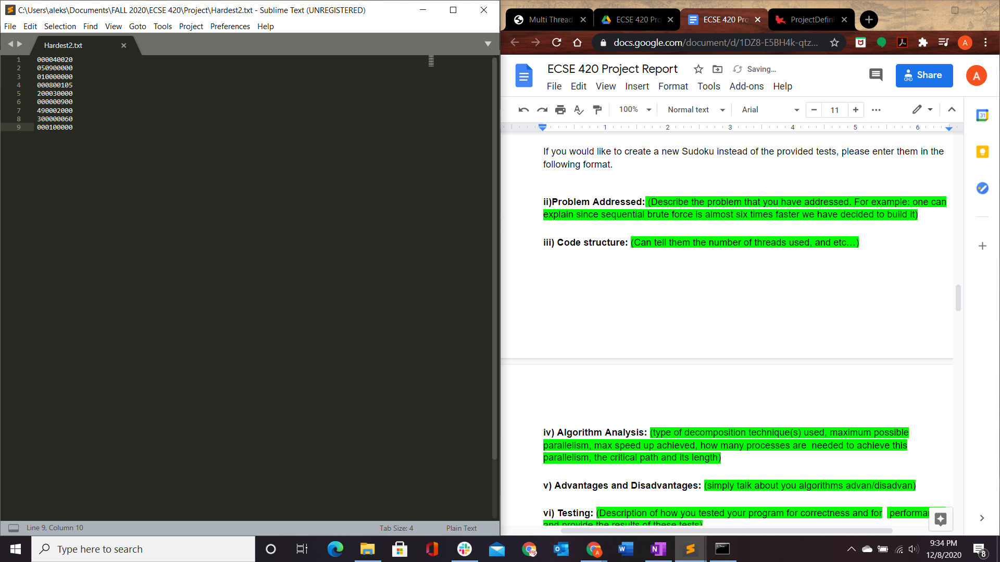 C:\Users\aleks\Documents\FALL 2020\ECSE 420\Project\Hardest2.txt - Sublime Text (UNREGISTERED)
File Edit Selection Find View Goto Tools Project Preferences Help
Hardest2.txt
1 000040020
2 050900000
3 010000000
4 000800105
5 200030000
6 000000900
7 490002000
8 300000060
9 000100000
Line 9, Column 10
Tab Size: 4
Plain Text
Multi Thread
ECSE 420 Pro
ECSE 420 Pro
ProjectDefini
docs.google.com/document/d/1DZ8-E5BH4k-qtz...
A
ECSE 420 Project Report
Saving...
Share
A
File Edit View Insert Format Tools Add-ons Help
100% Normal text Arial 11
1 2 3 4 5 6
31
If you would like to create a new Sudoku instead of the provided tests, please enter them in the
following format.
ii)Problem Addressed: (Describe the problem that you have addressed. For example: one can
explain since sequential brute force is almost six times faster we have decided to build it)
iii) Code structure: (Can tell them the number of threads used, and etc...)
iv) Algorithm Analysis: (type of decomposition technique(s) used, maximum possible
parallelism, max speed up achieved, how many processes are  needed to achieve this
parallelism, the critical path and its length)
v) Advantages and Disadvantages: (simply talk about you algorithms advan/disadvan)
vi) Testing: (Description of how you tested your program for correctness and for performa
and provide the results of these tests)
Type here to search
9:34 PM
12/8/2020
8